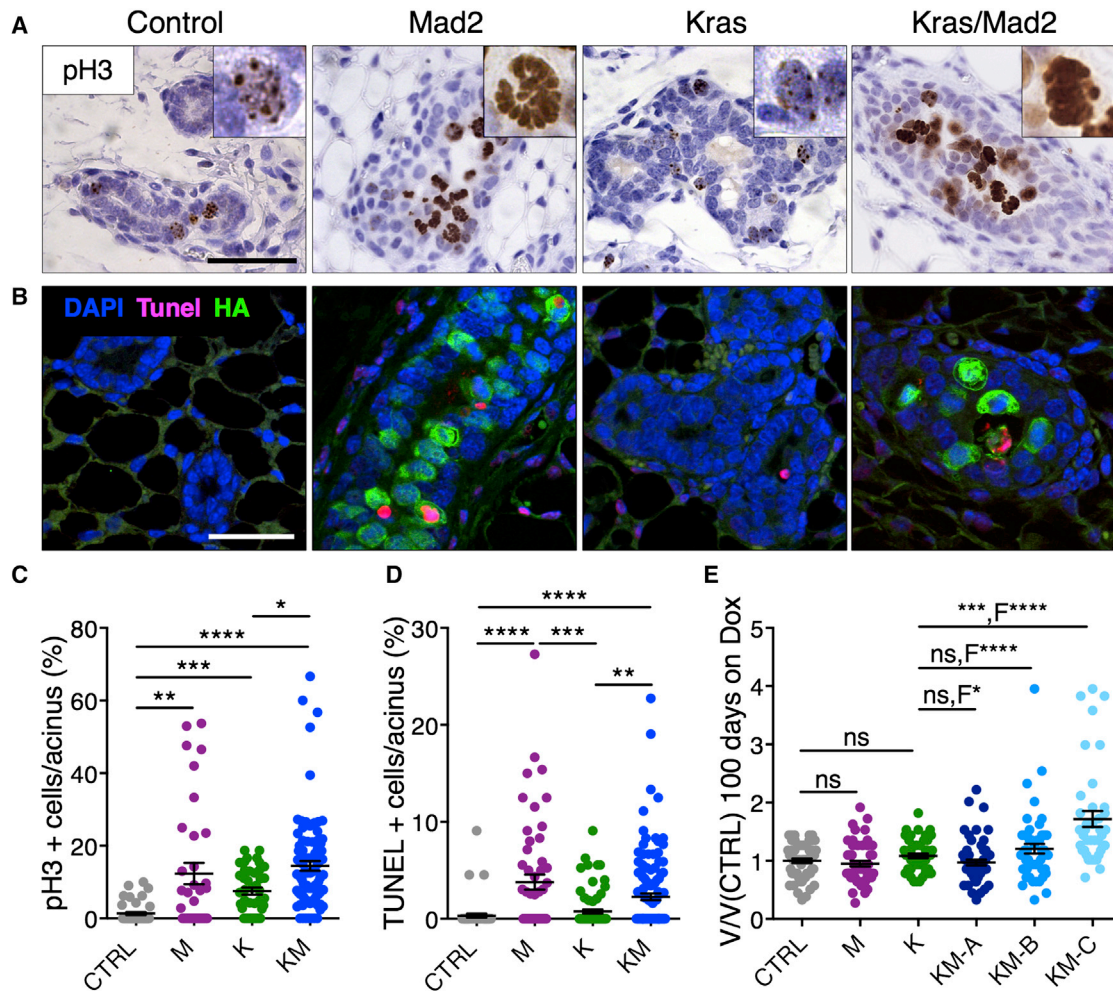 A
Control
Mad2
Kras
Kras/Mad2
pH3
B
DAPI Tunel HA
C
pH3 + cells/acinus (%)
80
60
40
20
0
*
****
***
**
CTRL
M
K
KM
D
TUNEL + cells/acinus (%)
30
20
10
0
****
**** ***
**
CTRL
M
K
KM
E
V/V(CTRL) 100 days on Dox
5
4
3
2
1
0
***,F****
ns,F****
ns,F*
ns
ns
CTRL
M
K
KM-A
KM-B
KM-C